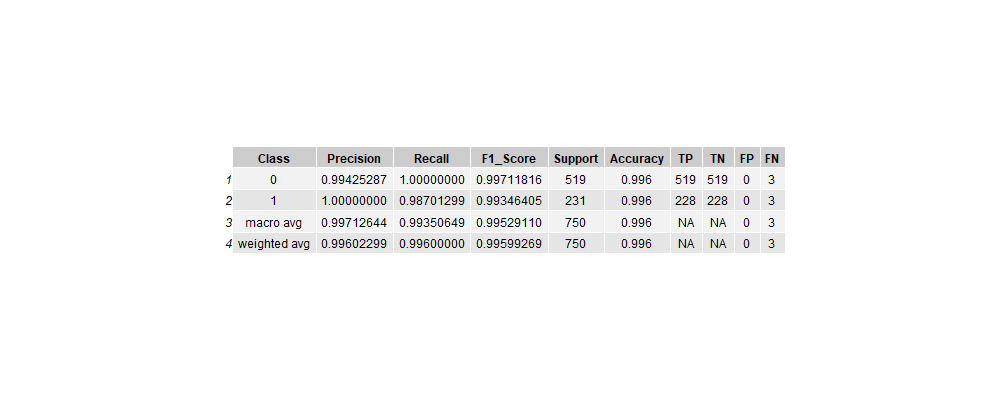 Class Precision Recall F1_Score Support Accuracy TP TN FP FN
1 0 0.99425287 1.00000000 0.99711816 519 0.996 519 519 0 3
2 1 1.00000000 0.98701299 0.99346405 231 0.996 228 228 0 3
3 macro avg 0.99712644 0.99350649 0.99529110 750 0.996 NA NA 0 3
4 weighted avg 0.99602299 0.99600000 0.99599269 750 0.996 NA NA 0 3